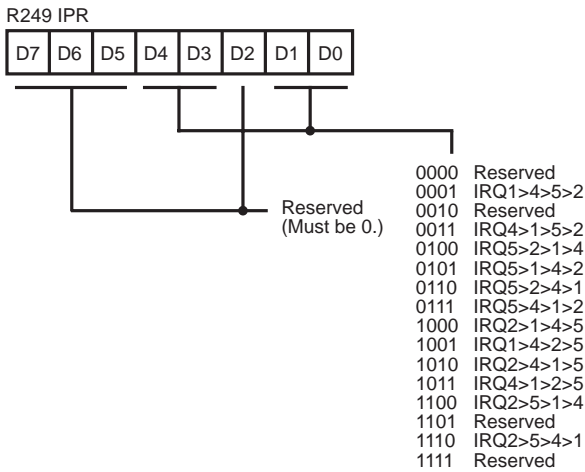 R249 IPR
D7 D6 D5 D4 D3 D2 D1 D0
Reserved
(Must be 0.)
0000 Reserved
0001 IRQ1>4>5>2
0010 Reserved
0011 IRQ4>1>5>2
0100 IRQ5>2>1>4
0101 IRQ5>1>4>2
0110 IRQ5>2>4>1
0111 IRQ5>4>1>2
1000 IRQ2>1>4>5
1001 IRQ1>4>2>5
1010 IRQ2>4>1>5
1011 IRQ4>1>2>5
1100 IRQ2>5>1>4
1101 Reserved
1110 IRQ2>5>4>1
1111 Reserved